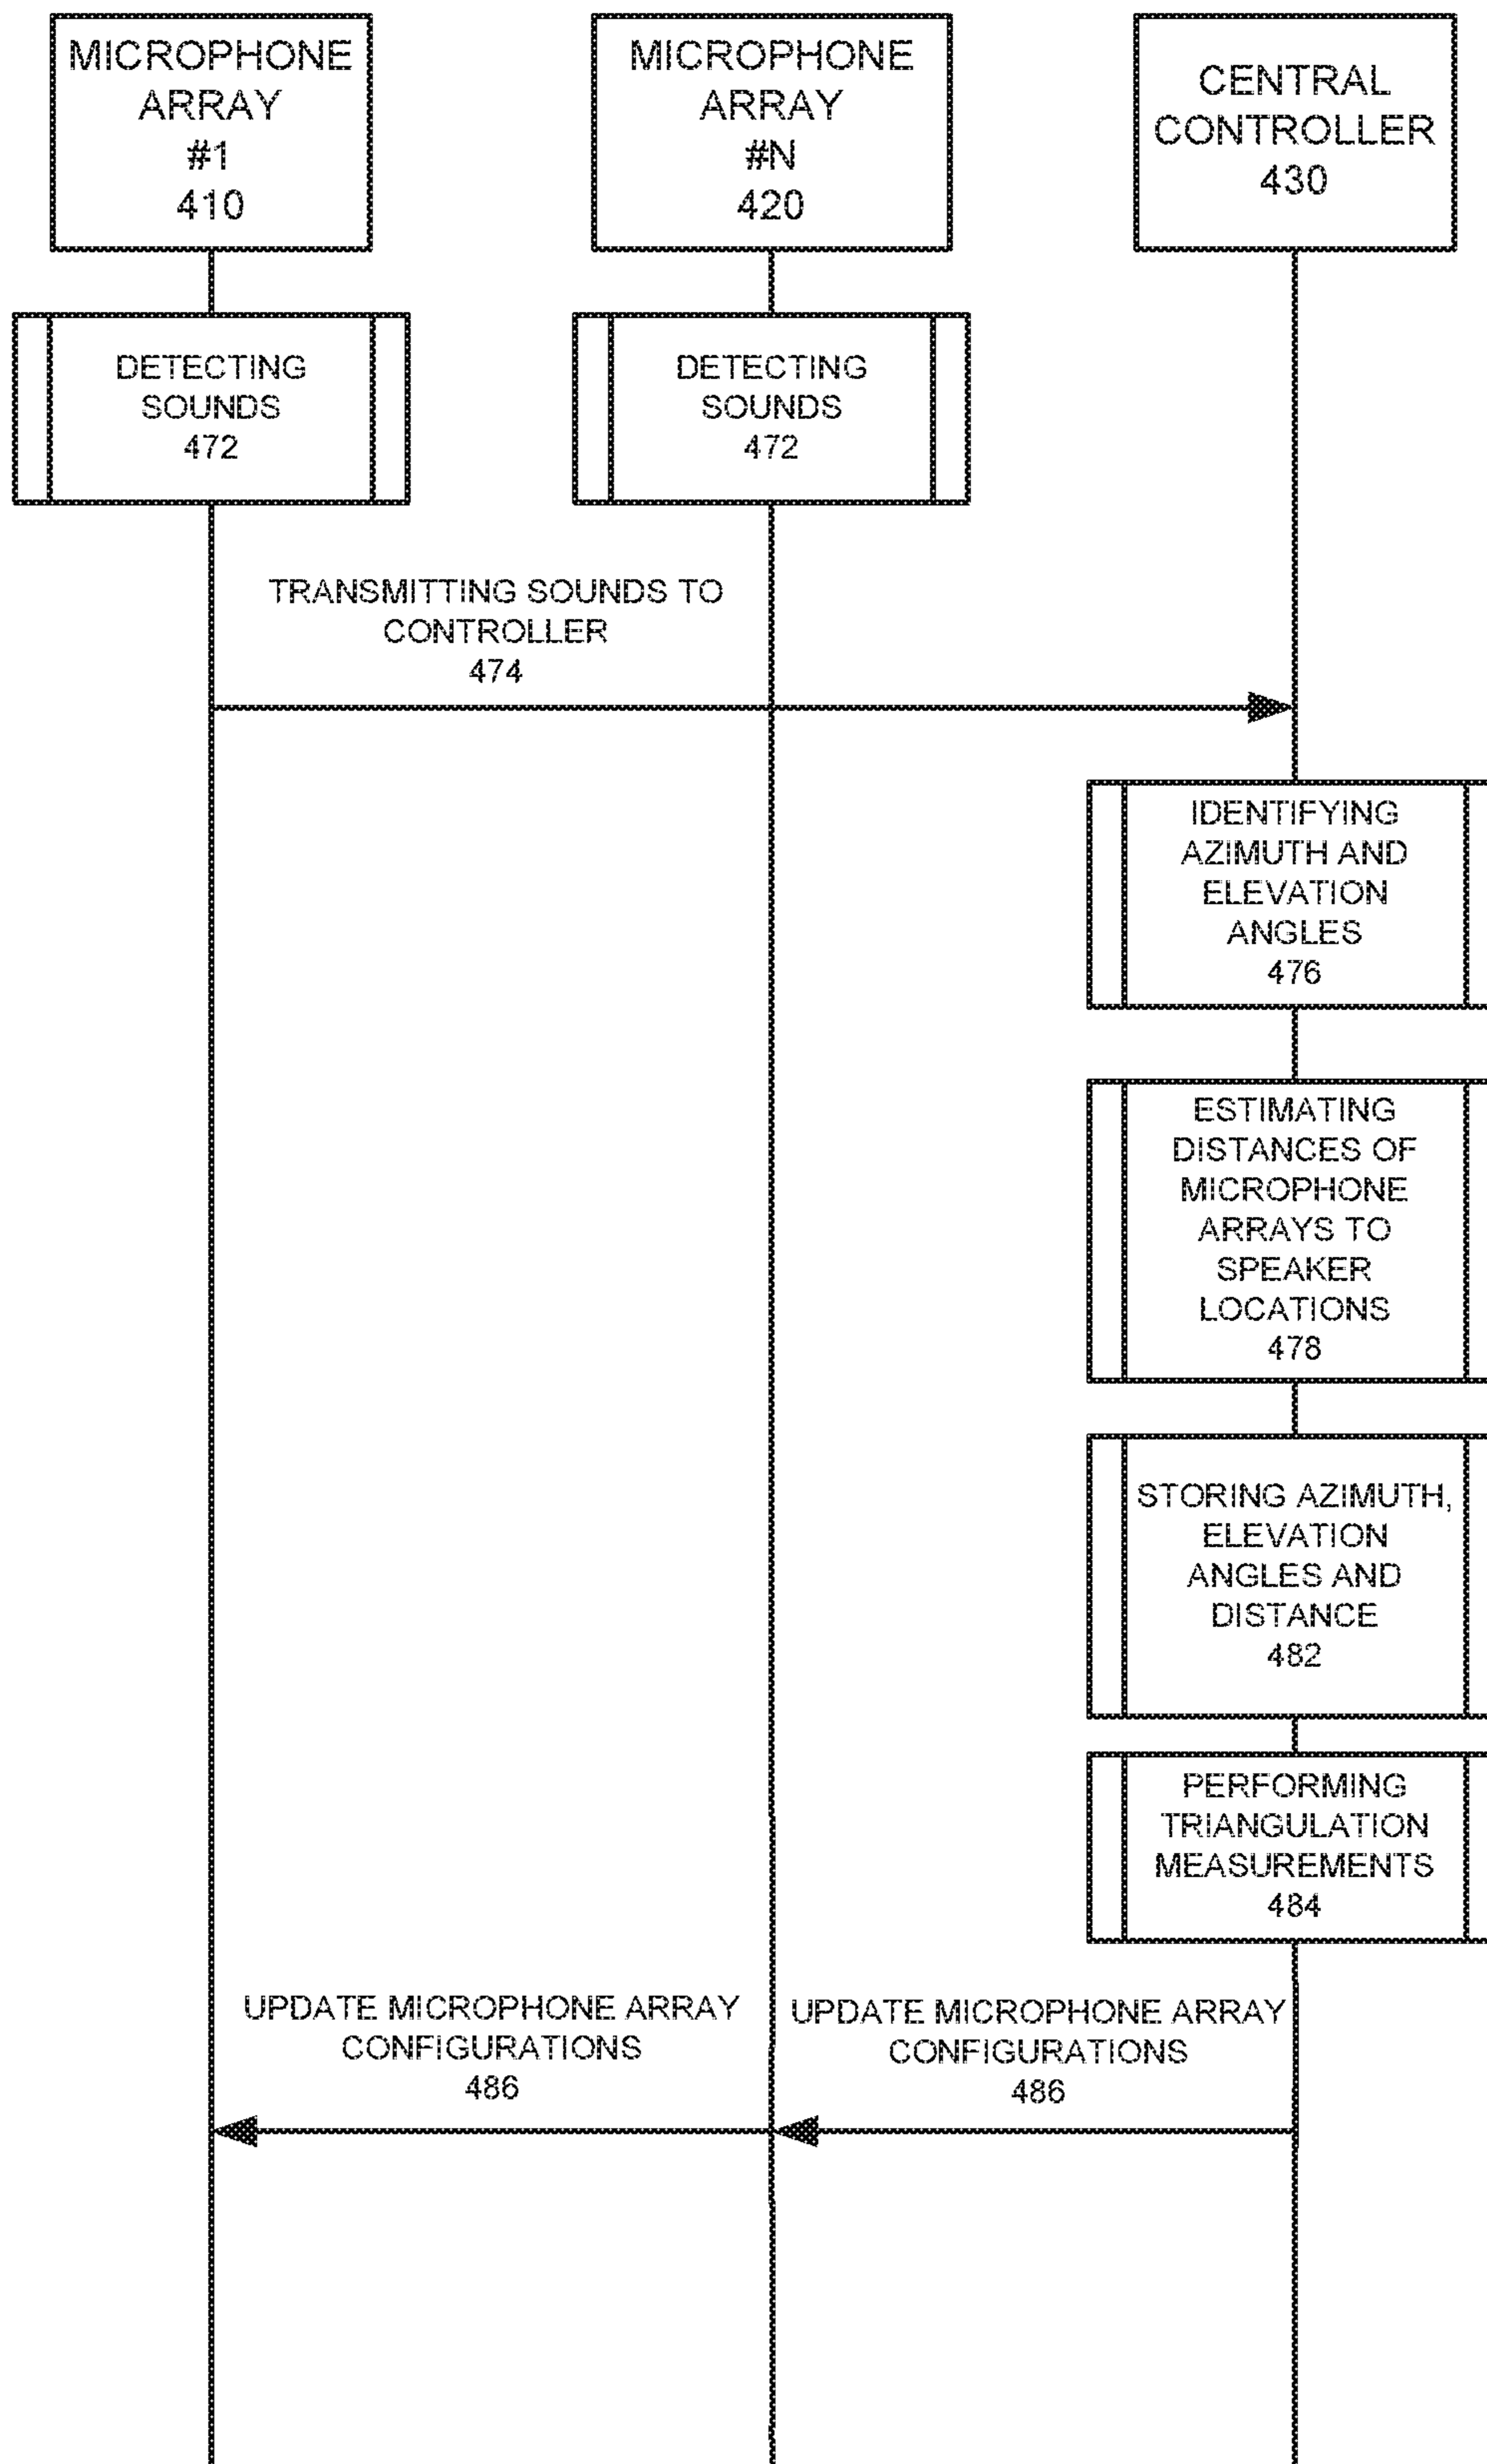 MICROPHONE
ARRAY
#1
410
MICROPHONE
ARRAY
#N
420
CENTRAL
CONTROLLER
430
DETECTING
SOUNDS
472
DETECTING
SOUNDS
472
TRANSMITTING SOUNDS TO
CONTROLLER
474
IDENTIFYING
AZIMUTH AND
ELEVATION
ANGLES
476
ESTIMATING
DISTANCES OF
MICROPHONE
ARRAYS TO
SPEAKER
LOCATIONS
478
STORING AZIMUTH,
ELEVATION
ANGLES AND
DISTANCE
482
PERFORMING
TRIANGULATION
MEASUREMENTS
484
UPDATE MICROPHONE ARRAY
CONFIGURATIONS
486
UPDATE MICROPHONE ARRAY
CONFIGURATIONS
486